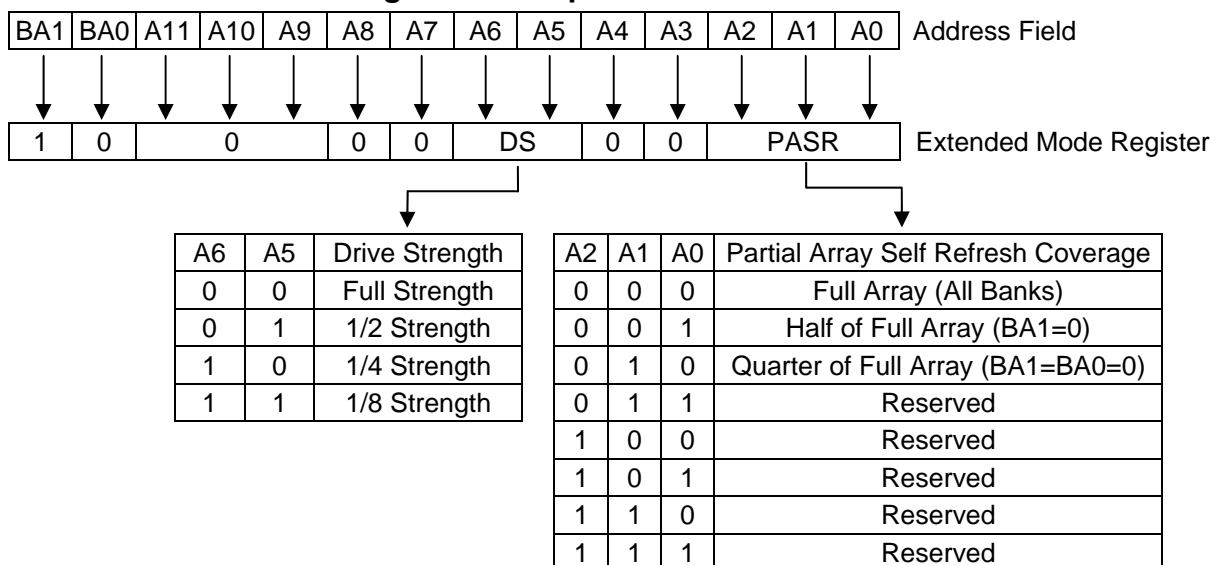 BA1 BA0 A11 A10 A9 A8 A7 A6 A5 A4 A3 A2 A1 A0 Address Field
1 0 0 0 0 DS 0 0 PASR Extended Mode Register
A6 A5 Drive Strength
0 0 Full Strength
0 1 1/2 Strength
1 0 1/4 Strength
1 1 1/8 Strength
A2 A1 A0 Partial Array Self Refresh Coverage
0 0 0 Full Array (All Banks)
0 0 1 Half of Full Array (BA1=0)
0 1 0 Quarter of Full Array (BA1=BA0=0)
0 1 1 Reserved
1 0 0 Reserved
1 0 1 Reserved
1 1 0 Reserved
1 1 1 Reserved